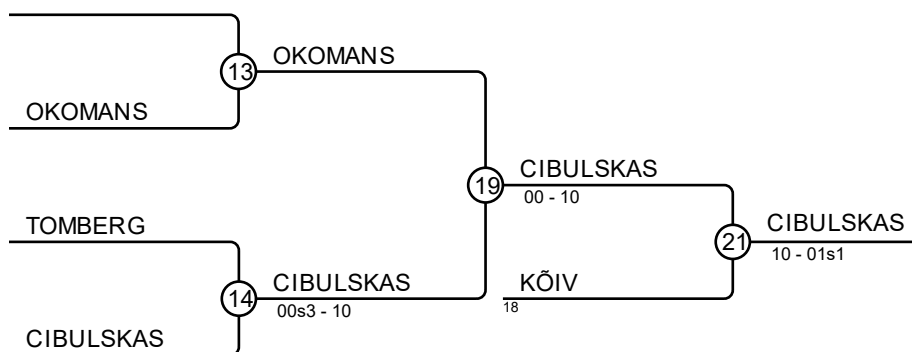 13
OKOMANS
OKOMANS
19
CIBULSKAS
00 - 10
21
CIBULSKAS
10 - 01s1
TOMBERG
14
CIBULSKAS
00s3 - 10
KÕIV
18
CIBULSKAS